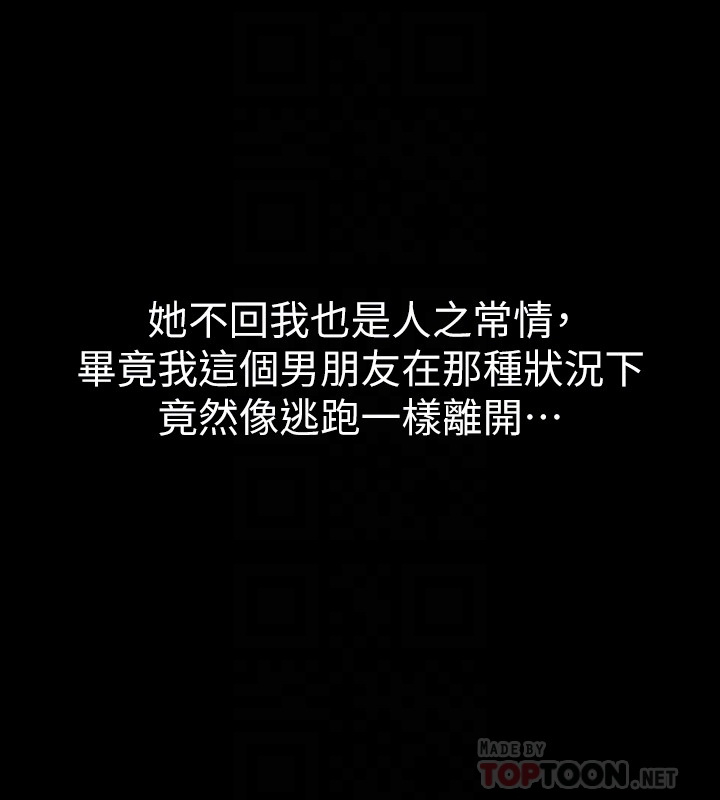 她不回我也是人之常情，
畢竟我這個男朋友在那種狀況下
竟然像逃跑一樣離開⋯
MADE BY
TOPTOON.NET